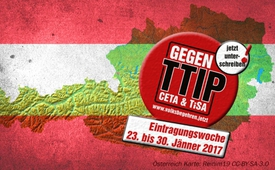 GEGEN
TTIP
CETA & TiSA
www.volksbegehren.jetzt
jetzt
unter-
schreiben!
Eintragungswoche
23. bis 30. Jänner 2017
Österreich Karte: Reniott19 CC-BY-SA-3.0